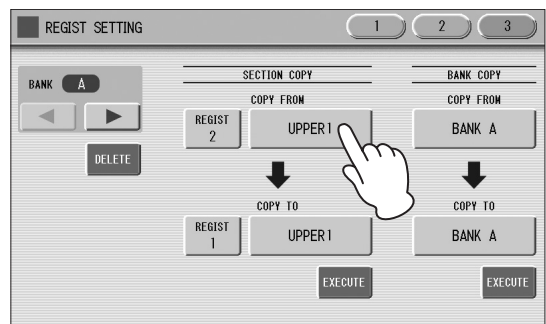 REGIST SETTING
1 2 3
BANK A
DELETE
SECTION COPY
COPY FROM
REGIST
2
UPPER1
COPY TO
REGIST
1
UPPER1
EXECUTE
BANK COPY
COPY FROM
BANK A
COPY TO
BANK A
EXECUTE